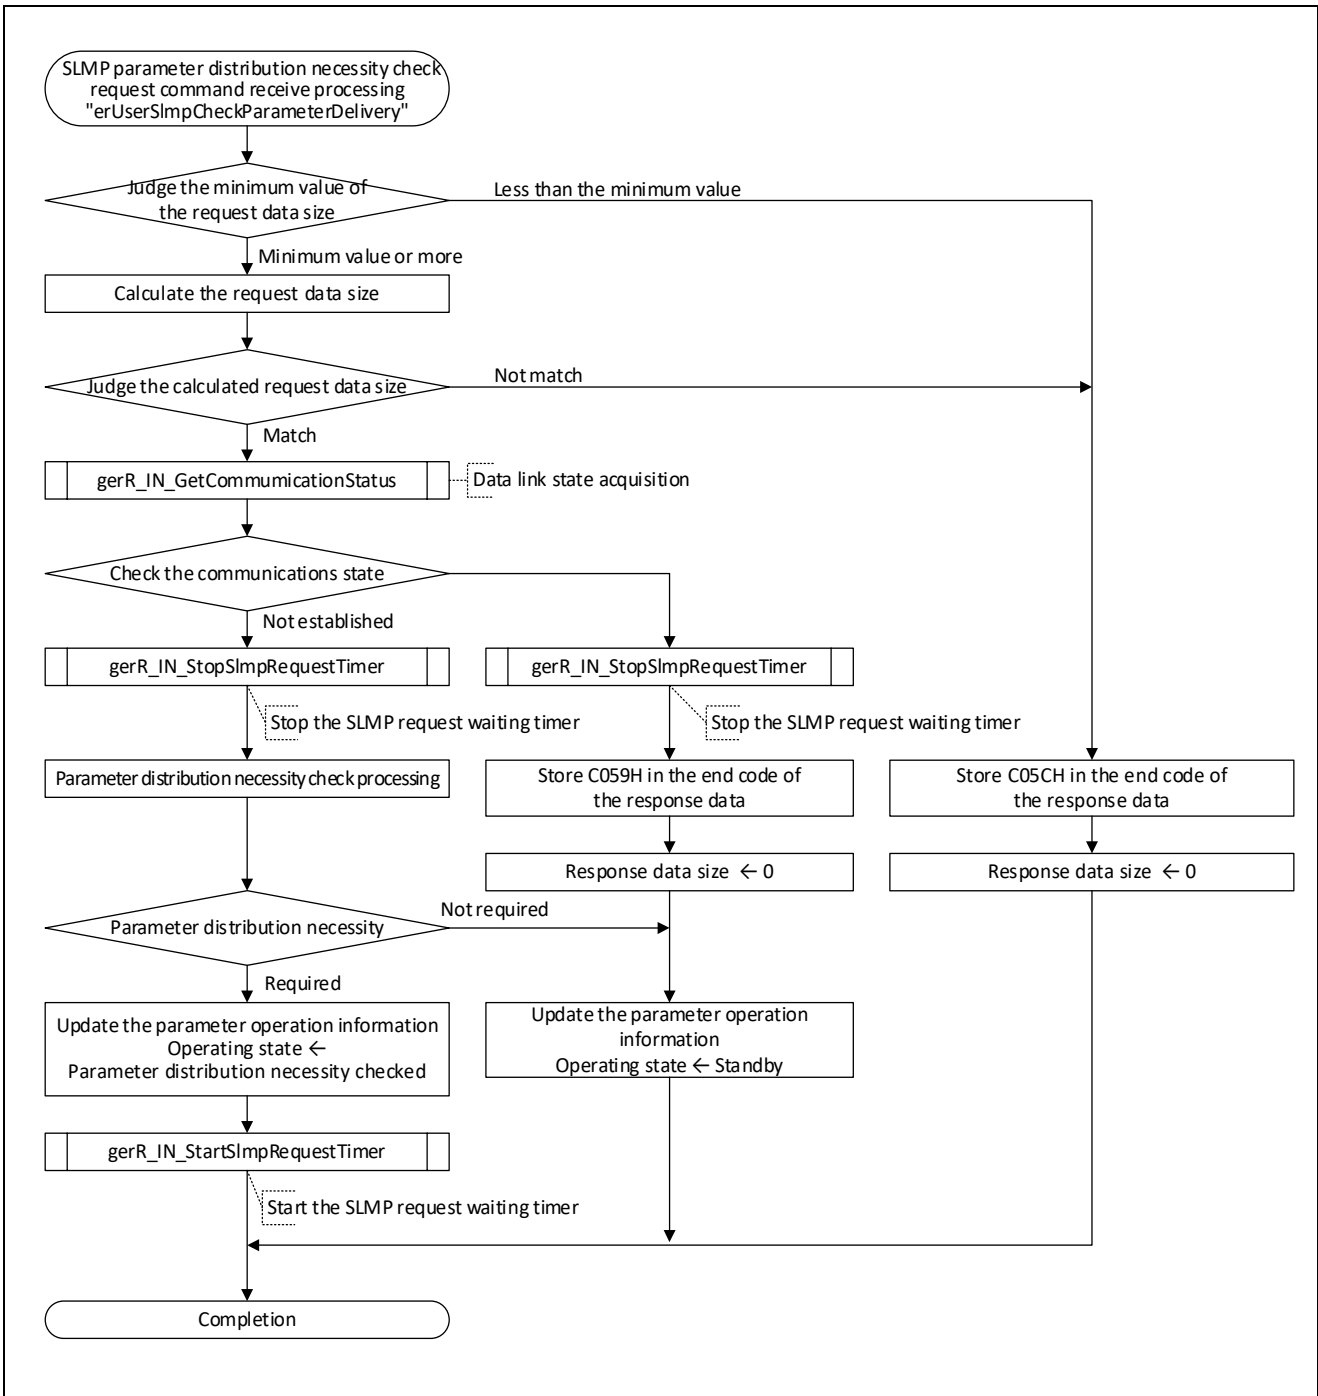 SLMP parameter distribution necessity check
request command receive processing
"erUserSlmpCheckParameterDelivery"
Judge the minimum value of
the request data size
Less than the minimum value
Minimum value or more
Calculate the request data size
Judge the calculated request data size
Not match
Match
gerR_IN_GetCommumicationStatus
Data link state acquisition
Check the communications state
Not established
gerR_IN_StopSlmpRequestTimer
gerR_IN_StopSlmpRequestTimer
Stop the SLMP request waiting timer
Stop the SLMP request waiting timer
Parameter distribution necessity check processing
Store C059H in the end code of
the response data
Store C05CH in the end code of
the response data
Response data size ← 0
Response data size ← 0
Parameter distribution necessity
Not required
Required
Update the parameter operation information
Operating state ←
Parameter distribution necessity checked
Update the parameter operation
information
Operating state ← Standby
gerR_IN_StartSlmpRequestTimer
Start the SLMP request waiting timer
Completion